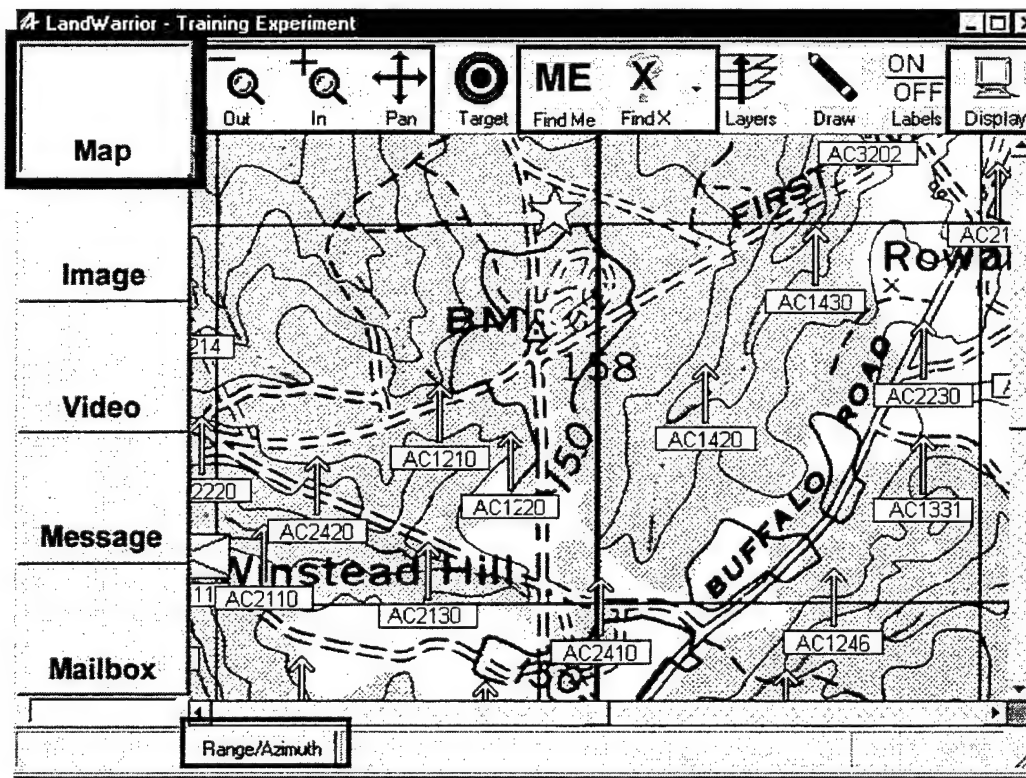 LandWarrior - Training Experiment
Map
Out
In
Pan
Target
ME
Find Me
X
Find X
Layers
Draw
ON
OFF
Labels
Display
Image
Video
Message
Mailbox
AC3202
FIRST
AC21
AC1430
BM
214
158
ROAD
AC2230
AC1420
AC1210
150
2220
AC1220
BUFFALO
AC1331
AC2420
Winstead Hill
11
AC2110
AC2130
AC2410
AC1246
Range/Azimuth